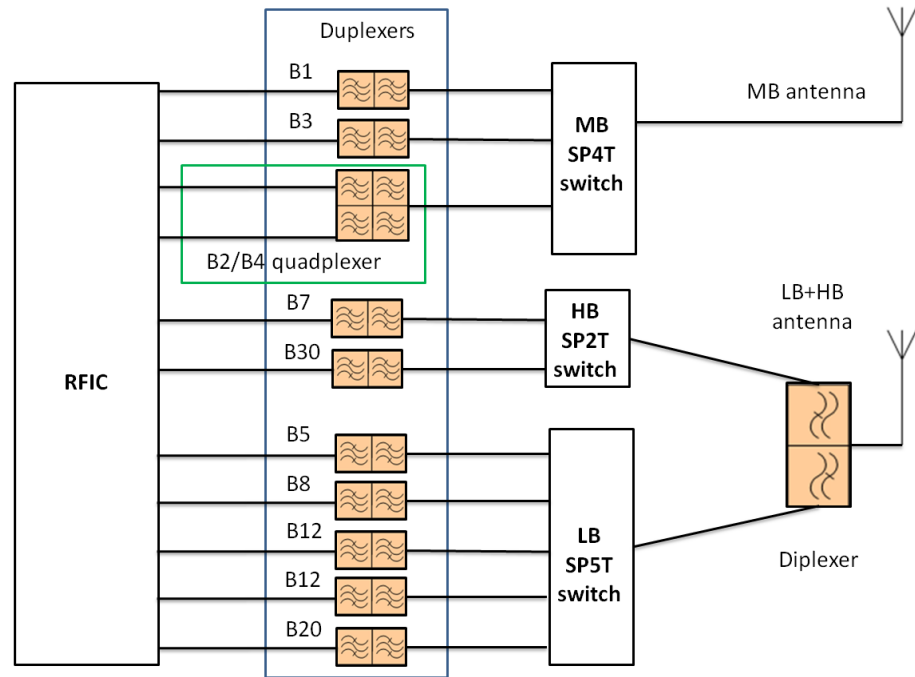 Duplexers
B1
B3
B2/B4 quadplexer
B7
B30
B5
B8
B12
B12
B20
RFIC
MB
SP4T
switch
HB
SP2T
switch
LB
SP5T
switch
MB antenna
LB+HB
antenna
Diplexer